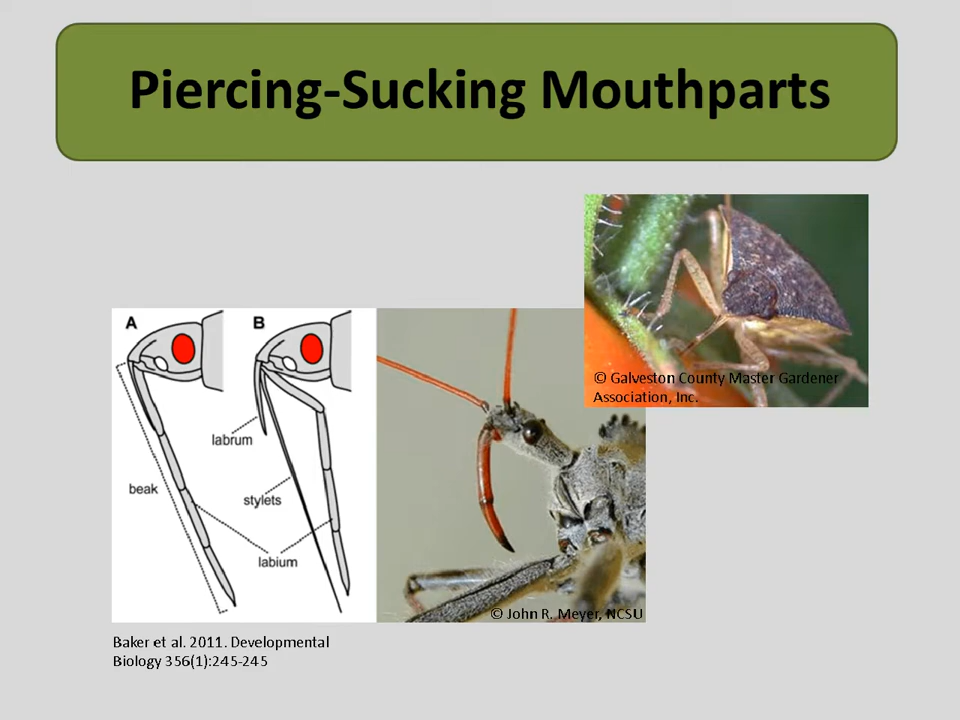 Piercing-Sucking Mouthparts
© Galveston County Master Gardener
Association, Inc.
A
B
labrum
beak
stylets
labium
© John R. Meyer, NCSU
Baker et al. 2011. Developmental
Biology 356(1):245-245